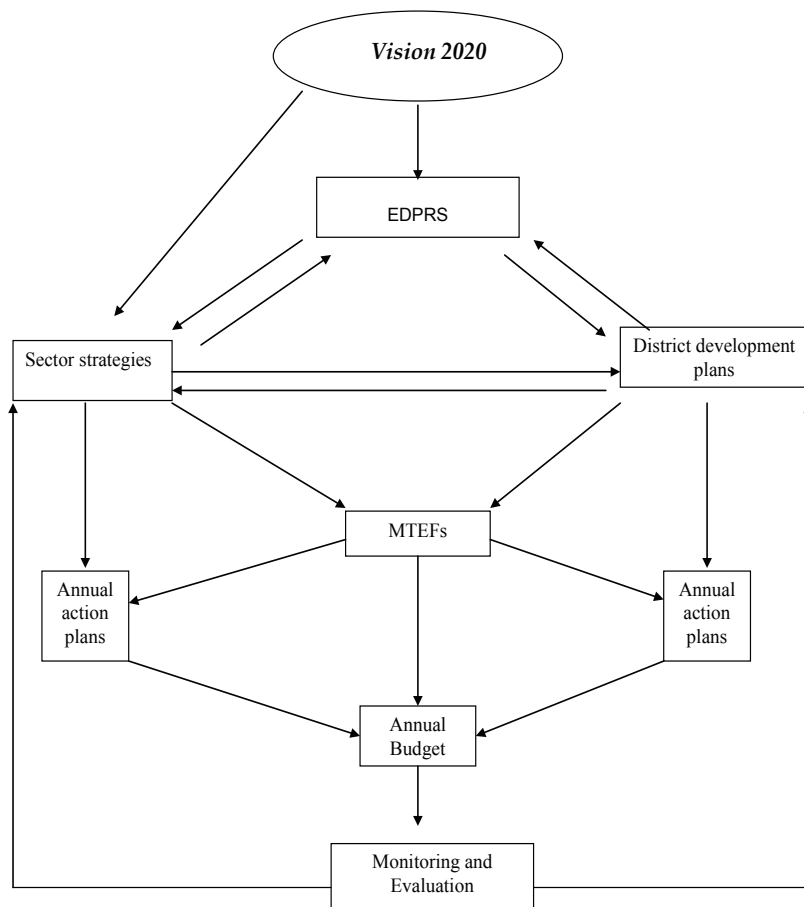 Vision 2020
EDPRS
Sector strategies
District development
plans
MTEFs
Annual
action
plans
Annual
action
plans
Annual
Budget
Monitoring and
Evaluation